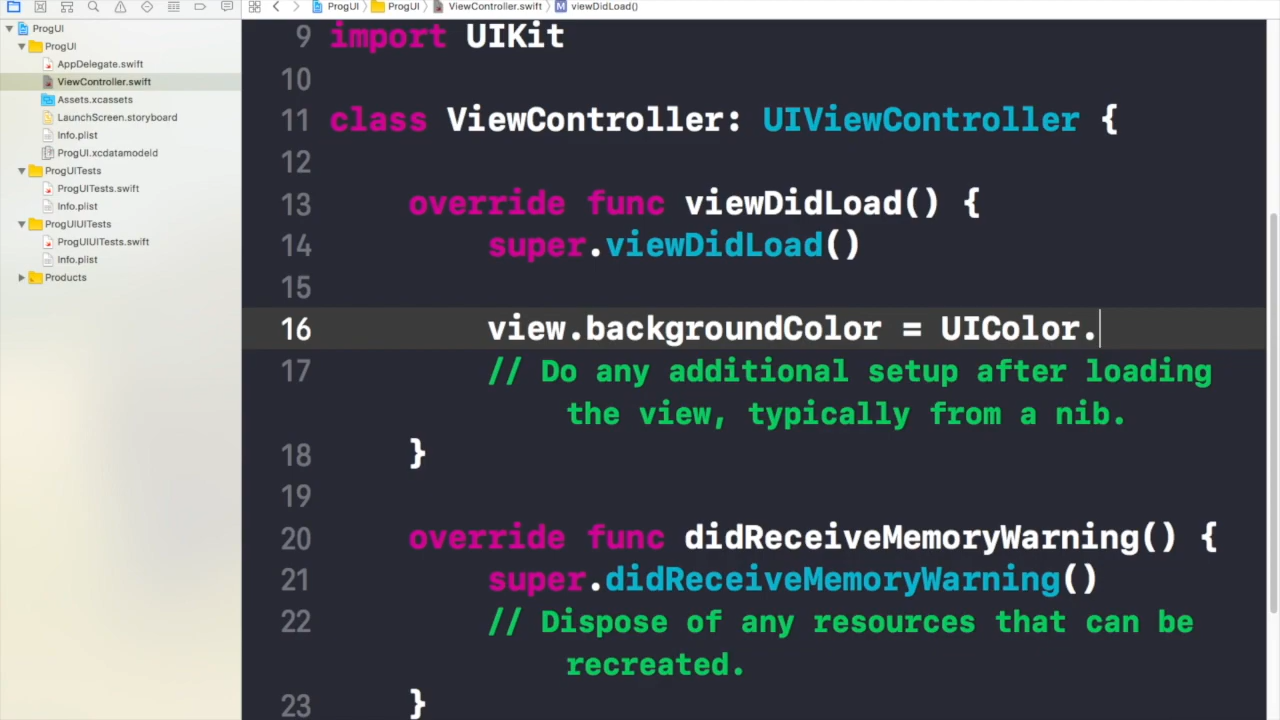 ProgUI
ProgUI
AppDelegate.swift
ViewController.swift
Assets.xcassets
LaunchScreen.storyboard
Info.plist
ProgUI.xcdatamodeld
ProgUITests
ProgUITests.swift
Info.plist
ProgUIUITests
ProgUIUITests.swift
Info.plist
Products
ProgUI ProgUI ViewController.swift M viewDidLoad()
9 import UIKit
10
11 class ViewController: UIViewController {
12
13 override func viewDidLoad() {
14 super.viewDidLoad()
15
16 view.backgroundColor = UIColor.
17 // Do any additional setup after loading
the view, typically from a nib.
18 }
19
20 override func didReceiveMemoryWarning() {
21 super.didReceiveMemoryWarning()
22 // Dispose of any resources that can be
recreated.
23 }